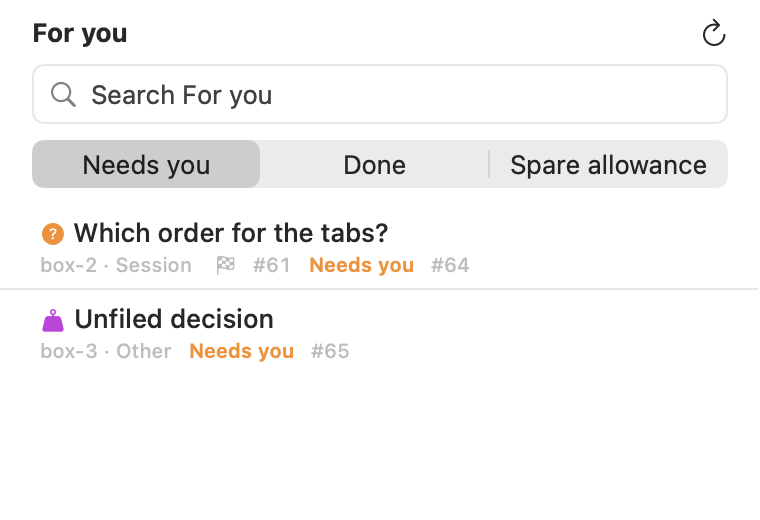 For you
Search For you
Needs you Done Spare allowance
? Which order for the tabs?
box-2 · Session #61 Needs you #64
Unfiled decision
box-3 · Other Needs you #65